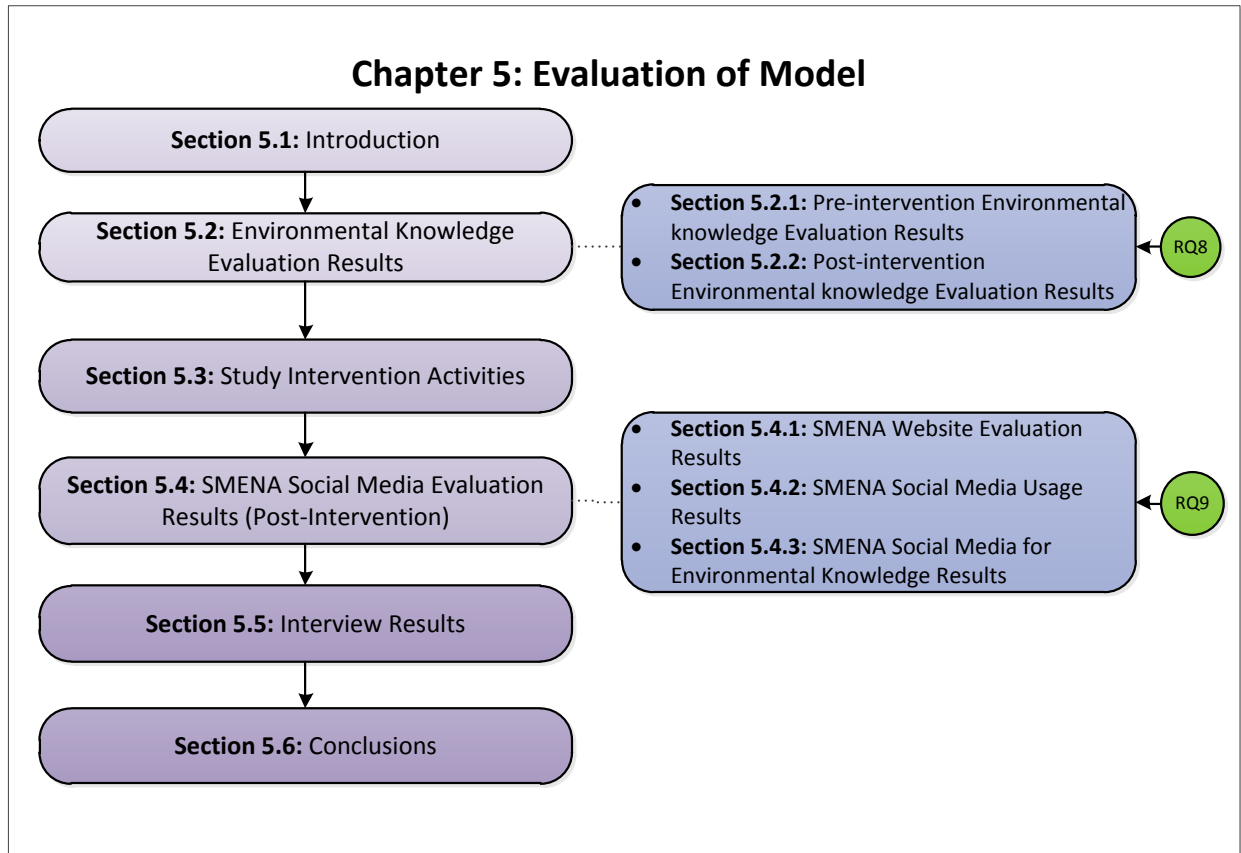 Chapter 5: Evaluation of Model
Section 5.1: Introduction
Section 5.2: Environmental Knowledge
Evaluation Results
• Section 5.2.1: Pre-intervention Environmental
knowledge Evaluation Results
• Section 5.2.2: Post-intervention
Environmental knowledge Evaluation Results
RQ8
Section 5.3: Study Intervention Activities
Section 5.4: SMENA Social Media Evaluation
Results (Post-Intervention)
• Section 5.4.1: SMENA Website Evaluation
Results
• Section 5.4.2: SMENA Social Media Usage
Results
• Section 5.4.3: SMENA Social Media for
Environmental Knowledge Results
RQ9
Section 5.5: Interview Results
Section 5.6: Conclusions